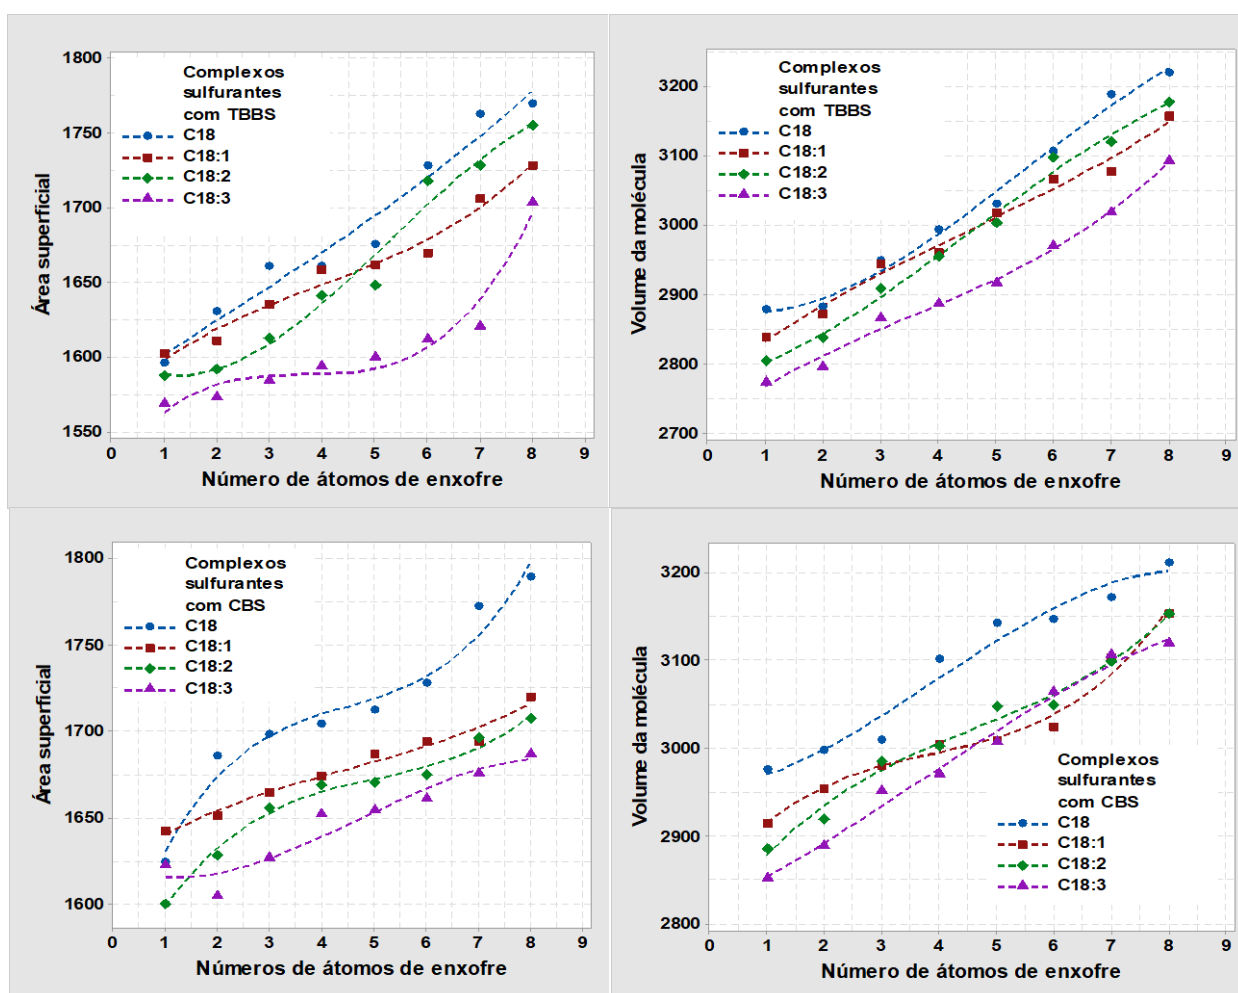 1800
1750
1700
1650
1600
1550
Área superficial
Complexos
sulfurantes
com TBBS
C18
C18:1
C18:2
C18:3
0 1 2 3 4 5 6 7 8 9
Número de átomos de enxofre
3200
3100
3000
2900
2800
2700
Volume da molécula
Complexos
sulfurantes
com TBBS
C18
C18:1
C18:2
C18:3
0 1 2 3 4 5 6 7 8 9
Número de átomos de enxofre
1800
1750
1700
1650
1600
Área superficial
Complexos
sulfurantes
com CBS
C18
C18:1
C18:2
C18:3
0 1 2 3 4 5 6 7 8 9
Números de átomos de enxofre
3200
3100
3000
2900
2800
Volume da molécula
Complexos
sulfurantes
com CBS
C18
C18:1
C18:2
C18:3
0 1 2 3 4 5 6 7 8 9
Número de átomos de enxofre